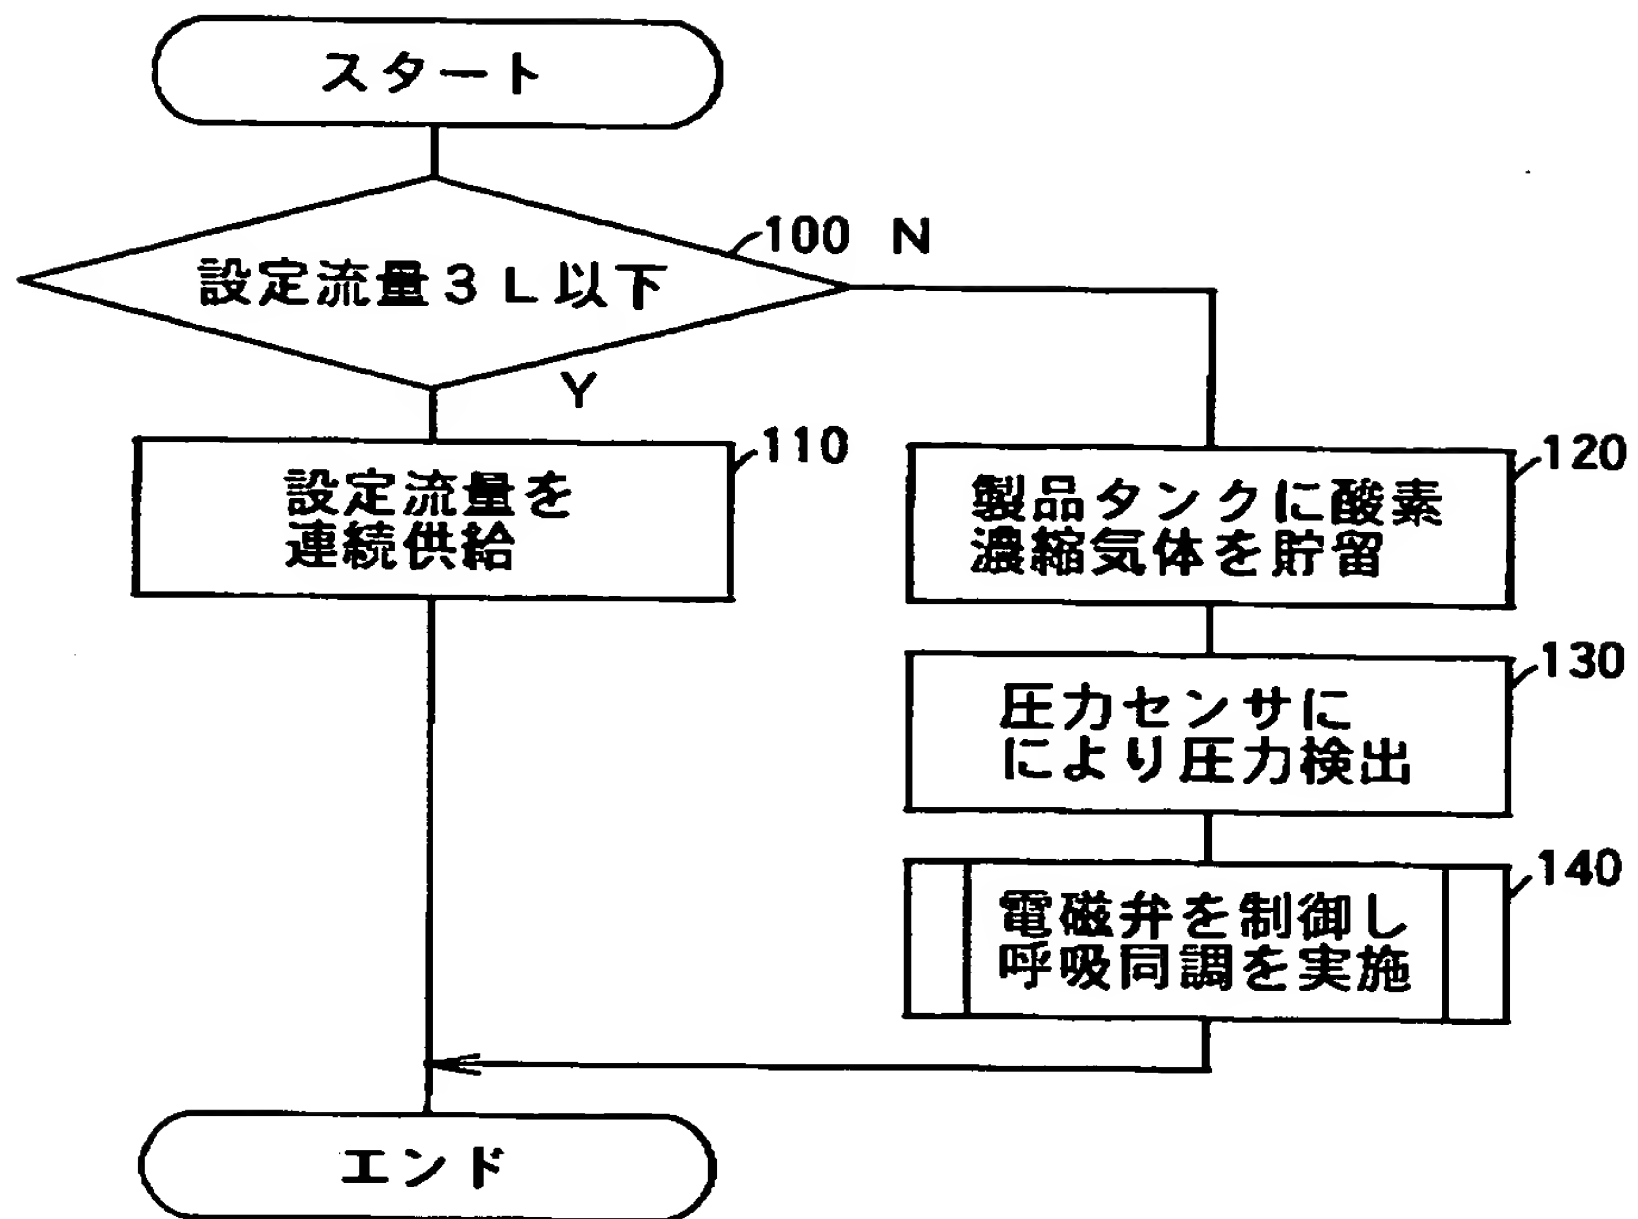 スタート
100 N
設定流量3L以下
Y
110
設定流量を
連続供給
120
製品タンクに酸素
濃縮気体を貯留
130
圧力センサに
により圧力検出
140
電磁弁を制御し
呼吸同調を実施
エンド